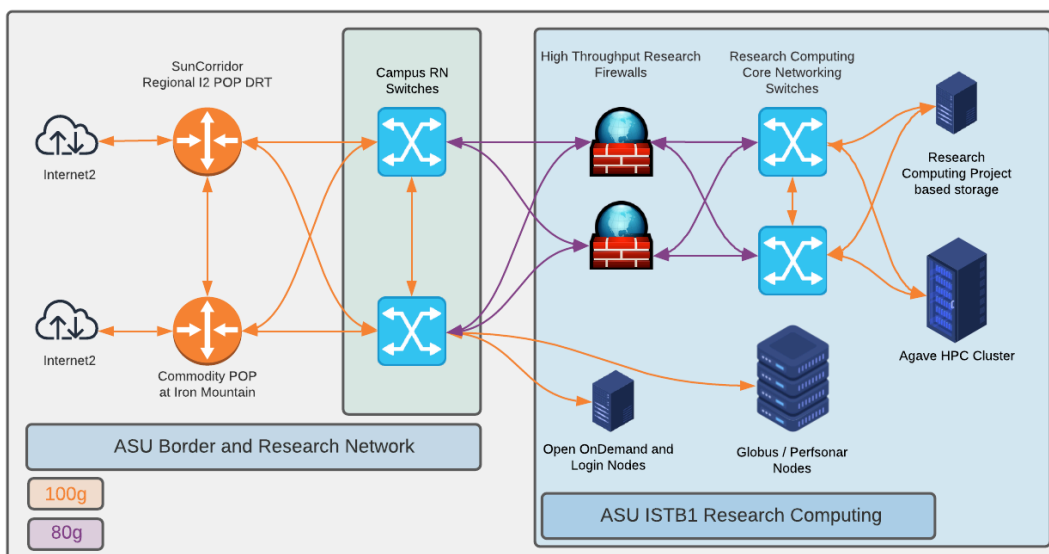 SunCorridor
Regional I2 POP DRT
Campus RN
Switches
High Throughput Research
Firewalls
Research Computing
Core Networking
Switches
Internet2
Research
Computing Project
based storage
Internet2
Commodity POP
at Iron Mountain
Agave HPC Cluster
Open OnDemand and
Login Nodes
Globus / Perfsonar
Nodes
ASU Border and Research Network
100g
80g
ASU ISTB1 Research Computing